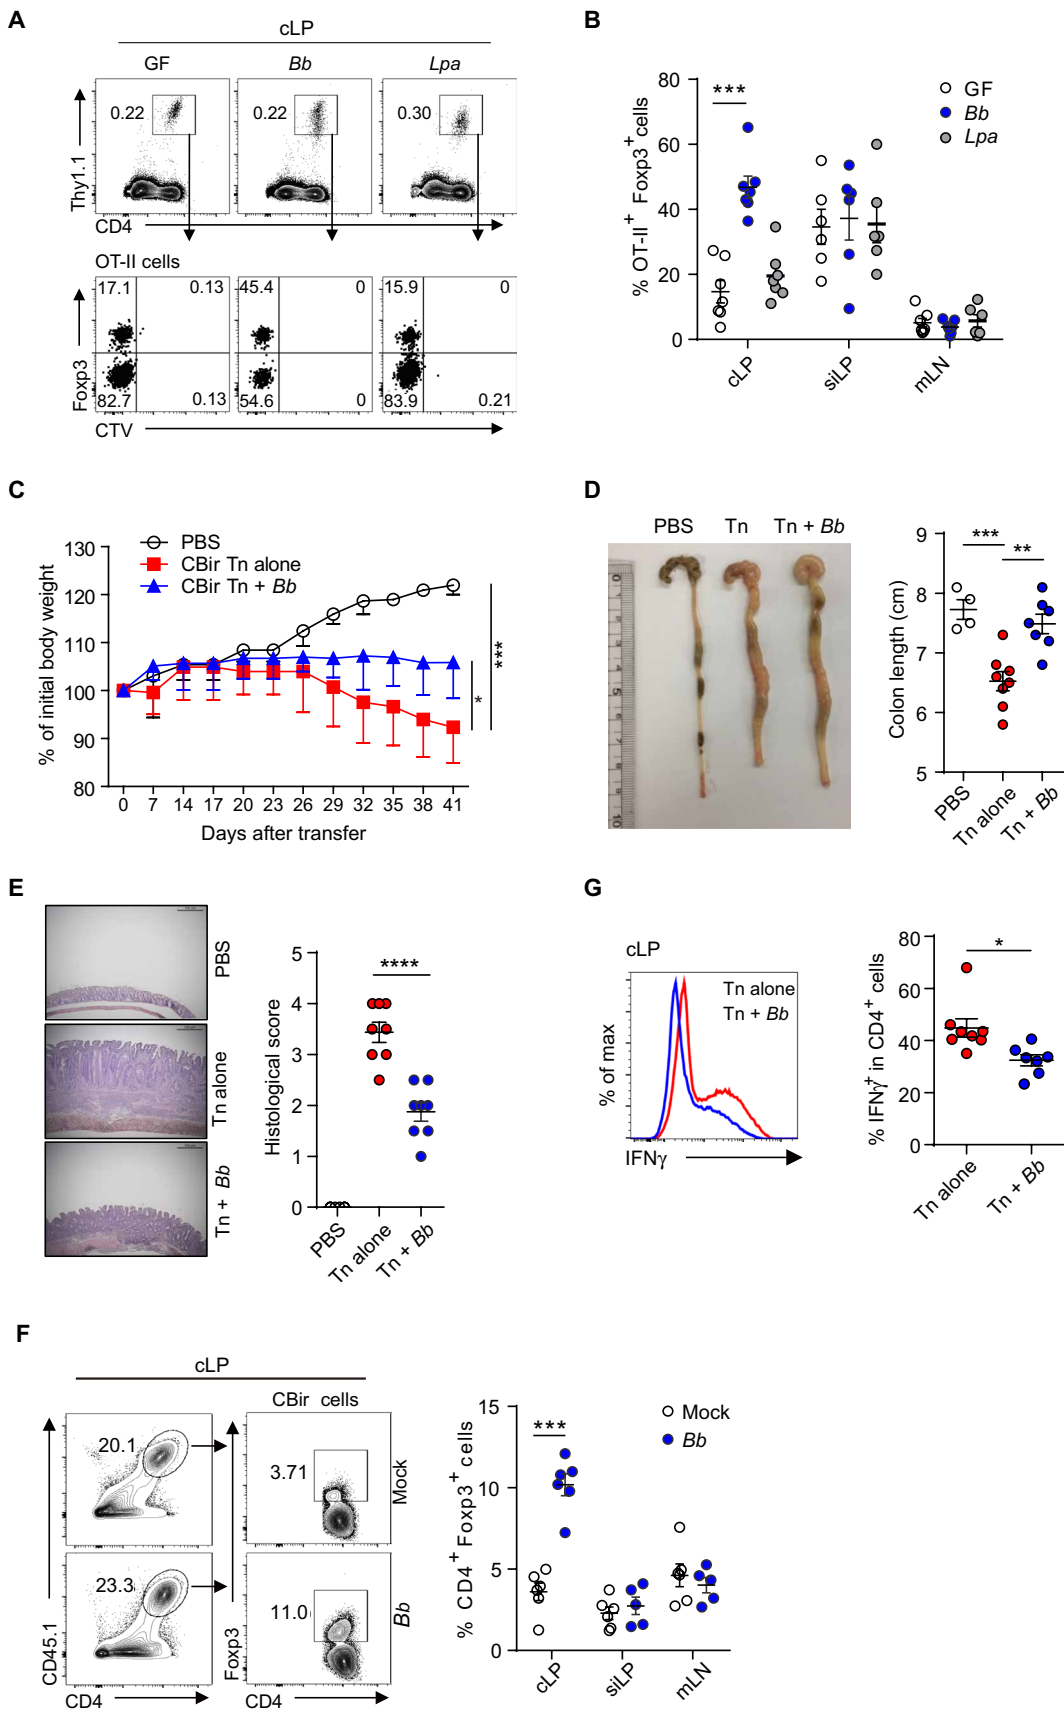 A
cLP
GF Bb Lpa
0.22 0.22 0.30
Thy1.1
CD4
OT-II cells
17.1 0.13 45.4 0 15.9 0
82.7 0.13 54.6 0 83.9 0.21
Foxp3
CTV
B
80
60
40
20
0
% OT-II+ Foxp3+cells
***
GF
Bb
Lpa
cLP siLP mLN
C
130
120
110
100
90
80
% of initial body weight
PBS
CBir Tn alone
CBir Tn + Bb
***
*
0 7 14 17 20 23 26 29 32 35 38 41
Days after transfer
D
PBS Tn Tn + Bb
9
8
7
6
5
Colon length (cm)
*** **
PBS Tn alone Tn + Bb
E
PBS
Tn alone
Tn + Bb
5
4
3
2
1
0
Histological score
****
PBS Tn alone Tn + Bb
G
cLP
Tn alone
Tn + Bb
% of max
IFNγ
80
60
40
20
0
% IFNγ+ in CD4+ cells
*
Tn alone Tn + Bb
F
cLP
CBir cells
20.1 3.71
Mock
23.3 11.0
Bb
CD45.1
Foxp3
CD4 CD4
15
10
5
0
% CD4+ Foxp3+ cells
***
Mock
Bb
cLP siLP mLN